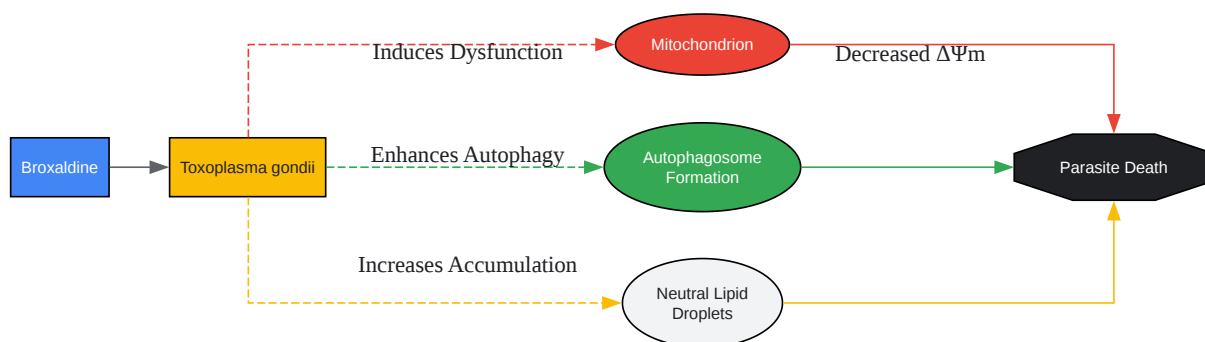 Mitochondrion
Induces Dysfunction
Decreased ΔΨm
Broxaldine
Toxoplasma gondii
Enhances Autophagy
Autophagosome
Formation
Parasite Death
Increases Accumulation
Neutral Lipid
Droplets